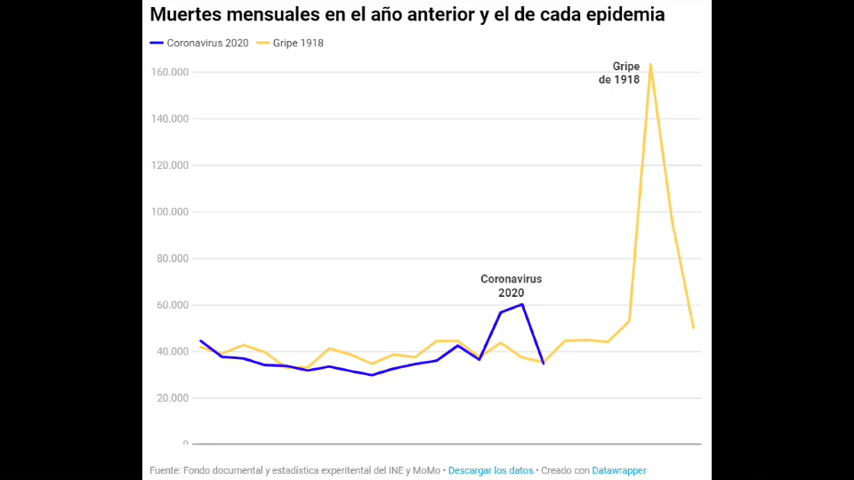 Muertes mensuales en el año anterior y el de cada epidemia
Coronavirus 2020 Gripe 1918
Gripe
de 1918
160.000
140.000
120.000
100.000
80.000
Coronavirus
2020
60.000
40.000
20.000
0
Fuente: Fondo documental y estadística experitental del INE y MoMo • Descargar los datos • Creado con Datawrapper